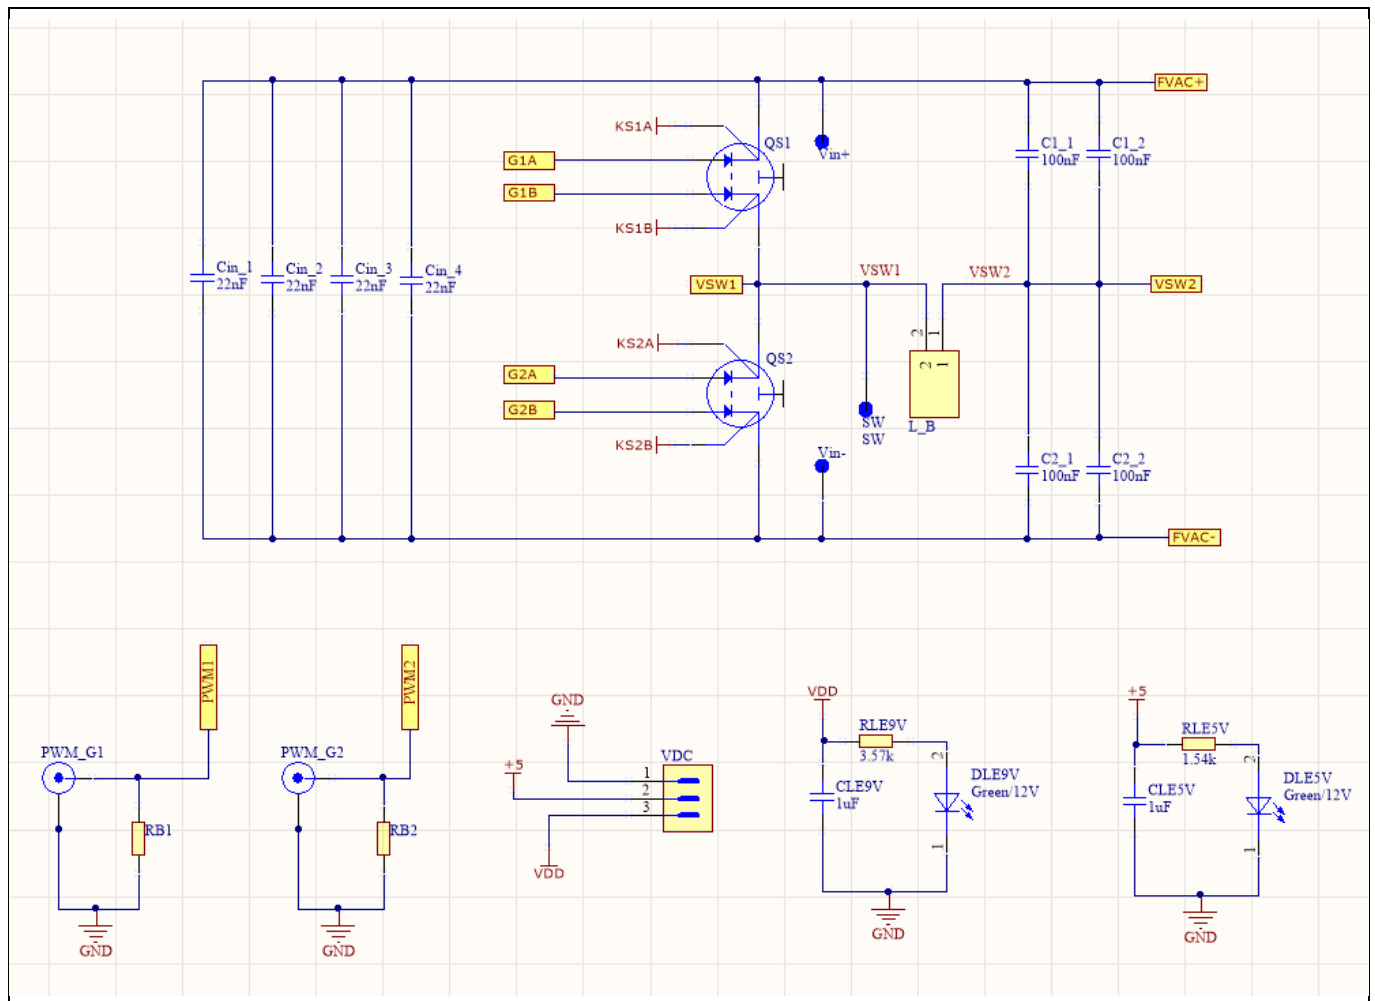 FVAC+
KS1A
QS1
Vin+
C1_1
100nF
C1_2
100nF
G1A
G1B
KS1B
Cin_1
22nF
Cin_2
22nF
Cin_3
22nF
Cin_4
22nF
VSW1
VSW1
VSW2
VSW2
2
1
2
1
KS2A
QS2
G2A
G2B
KS2B
SW
SW
L_B
Vin-
C2_1
100nF
C2_2
100nF
FVAC-
PWM1
PWM_G1
RB1
GND
PWM2
PWM_G2
RB2
GND
GND
+5
VDC
1
2
3
VDD
VDD
RLE9V
3.57k
CLE9V
1uF
2
DLE9V
Green/12V
1
GND
+5
RLE5V
1.54k
CLE5V
1uF
2
DLE5V
Green/12V
1
GND